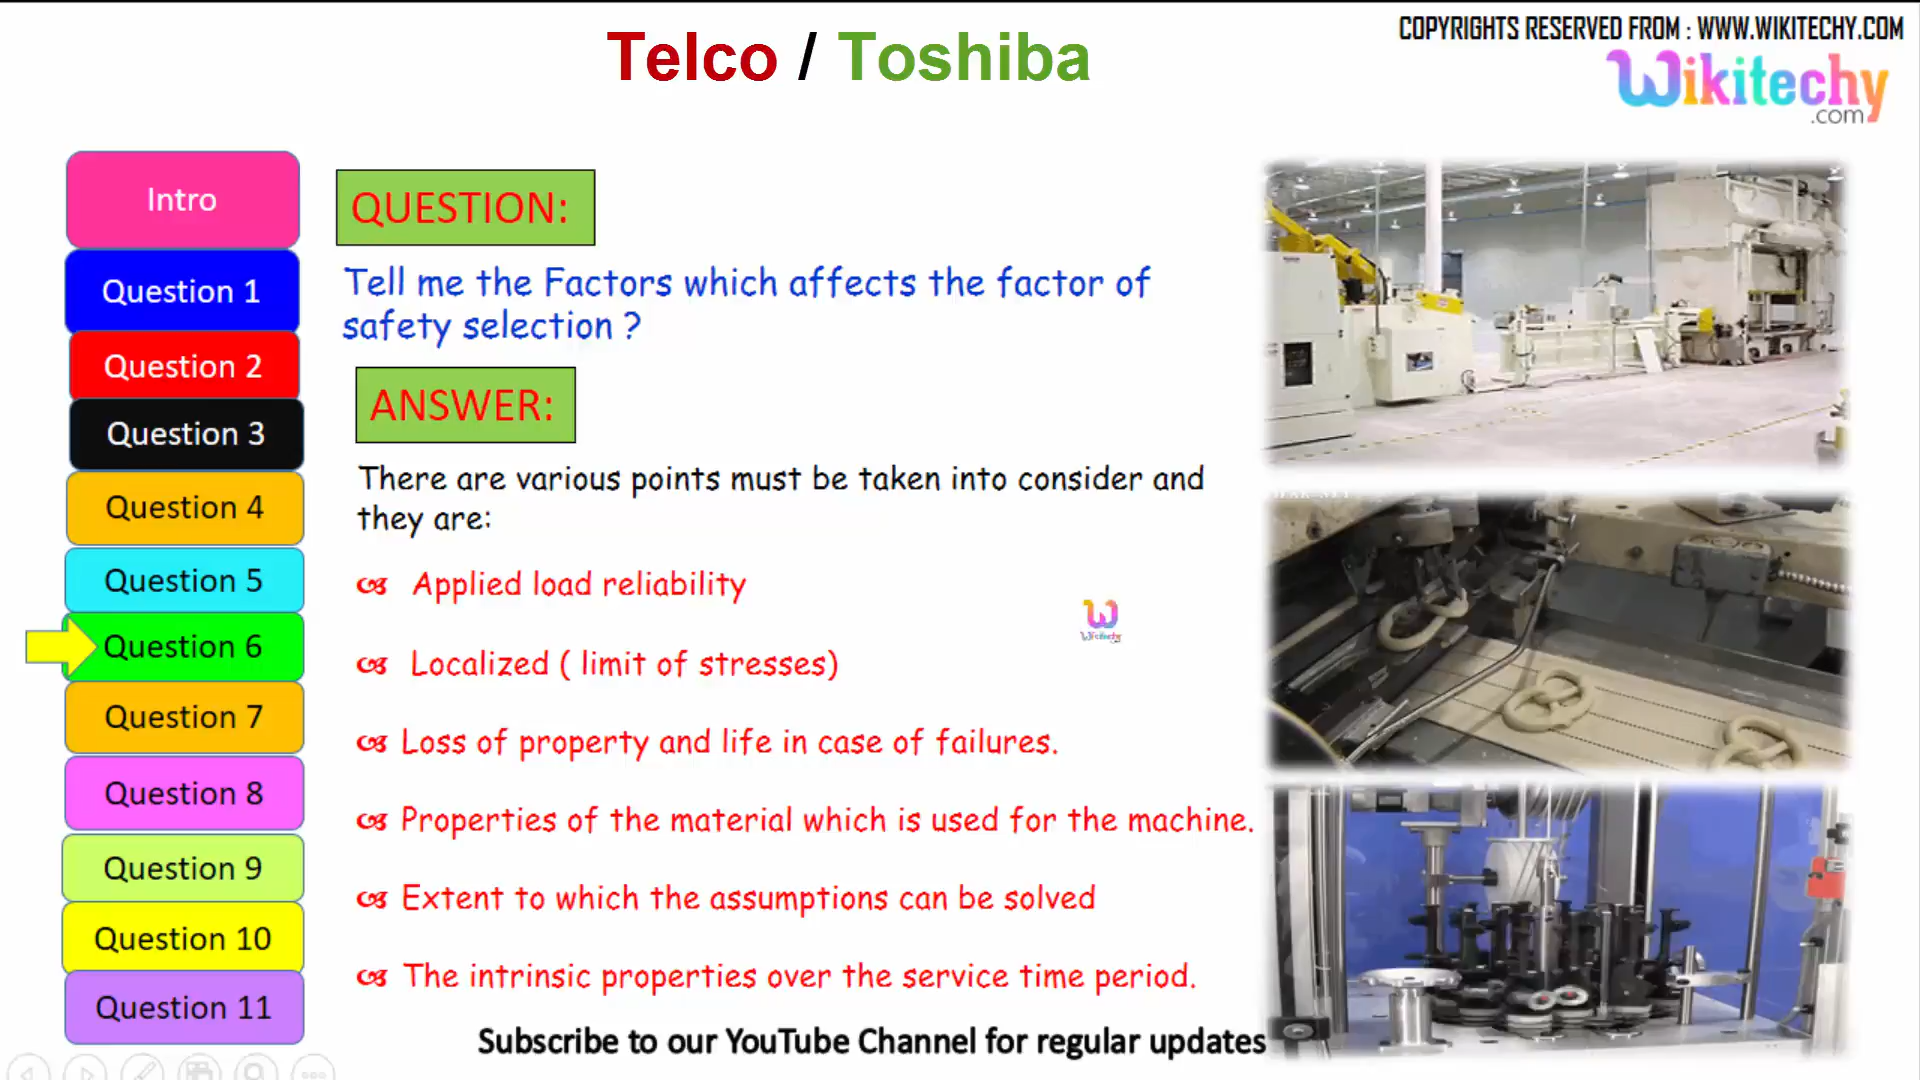 Telco / Toshiba
COPYRIGHTS RESERVED FROM : WWW.WIKITECHY.COM
Wikitechy
.com
Intro
Question 1
Question 2
Question 3
Question 4
Question 5
Question 6
Question 7
Question 8
Question 9
Question 10
Question 11
QUESTION:
Tell me the Factors which affects the factor of
safety selection ?
ANSWER:
There are various points must be taken into consider and
they are:
Applied load reliability
Localized ( limit of stresses)
Loss of property and life in case of failures.
Properties of the material which is used for the machine.
Extent to which the assumptions can be solved
The intrinsic properties over the service time period.
Wikitechy
Subscribe to our YouTube Channel for regular updates